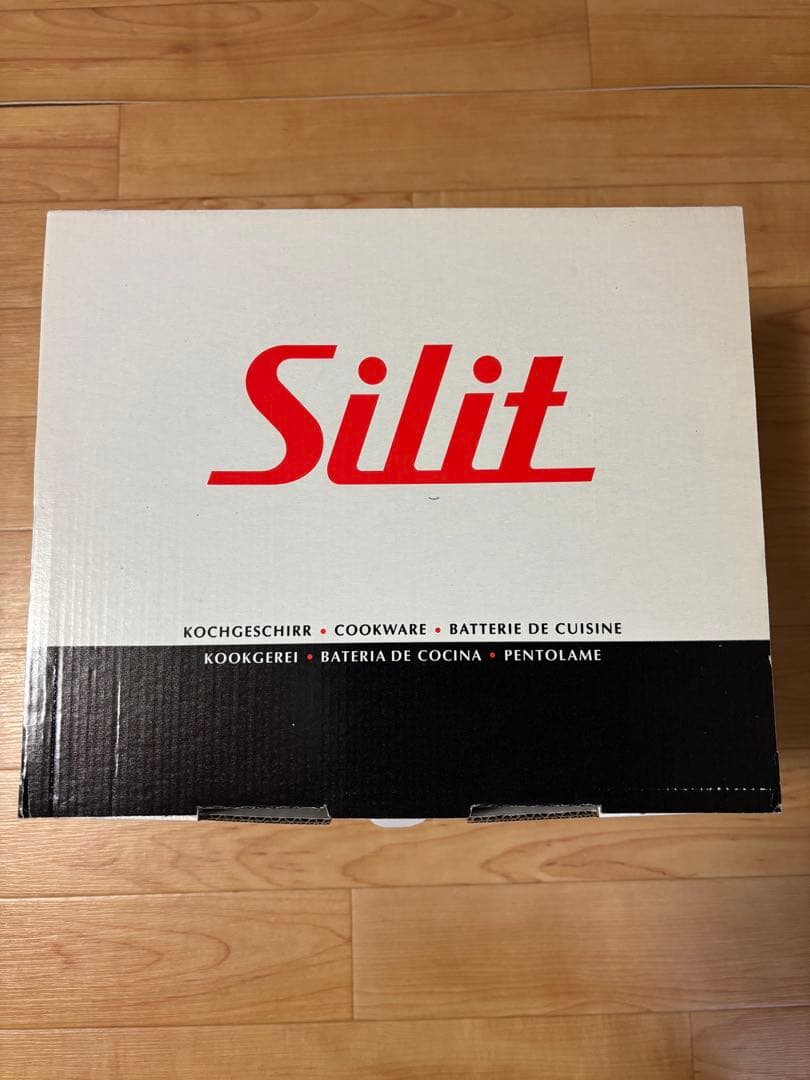 Silit
KOCHGESCHIRR • COOKWARE • BATTERIE DE CUISINE
KOOKGEREI • BATERIA DE COCINA • PENTOLAME